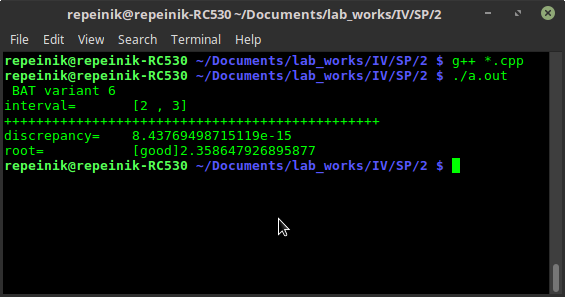 repeinik@repeinik-RC530 ~/Documents/lab_works/IV/SP/2
File Edit View Search Terminal Help
repeinik@repeinik-RC530 ~/Documents/lab_works/IV/SP/2 $ g++ *.cpp
repeinik@repeinik-RC530 ~/Documents/lab_works/IV/SP/2 $ ./a.out
BAT variant 6
interval= [2 , 3]
+++++++++++++++++++++++++++++++++++++++++++++++
discrepancy= 8.43769498715119e-15
root= [good]2.358647926895877
repeinik@repeinik-RC530 ~/Documents/lab_works/IV/SP/2 $